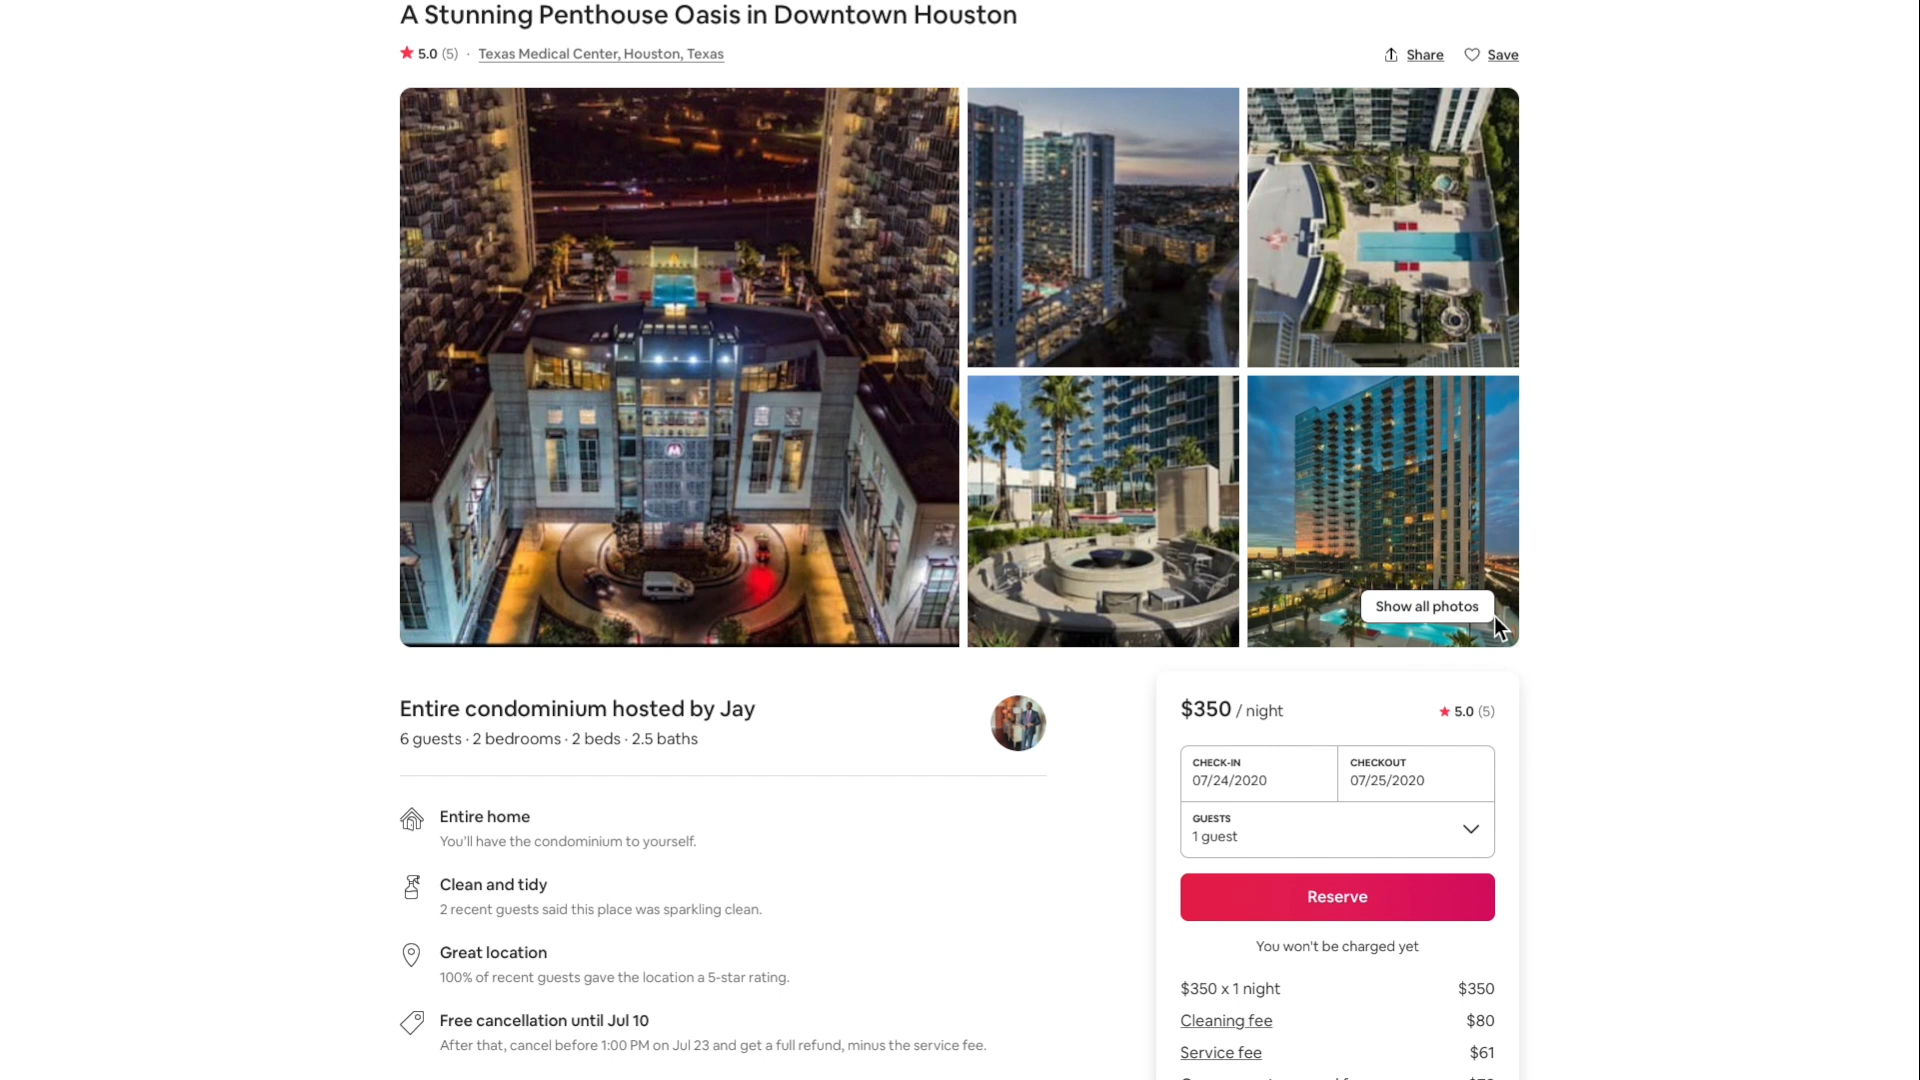 A Stunning Penthouse Oasis in Downtown Houston
5.0 (5) · Texas Medical Center, Houston, Texas
Share
Save
M
Show all photos
Entire condominium hosted by Jay
6 guests · 2 bedrooms · 2 beds · 2.5 baths
Entire home
You'll have the condominium to yourself.
Clean and tidy
2 recent guests said this place was sparkling clean.
Great location
100% of recent guests gave the location a 5-star rating.
Free cancellation until Jul 10
After that, cancel before 1:00 PM on Jul 23 and get a full refund, minus the service fee.
$350 / night
5.0 (5)
CHECK-IN
07/24/2020
CHECKOUT
07/25/2020
GUESTS
1 guest
Reserve
You won't be charged yet
$350 x 1 night $350
Cleaning fee $80
Service fee $61